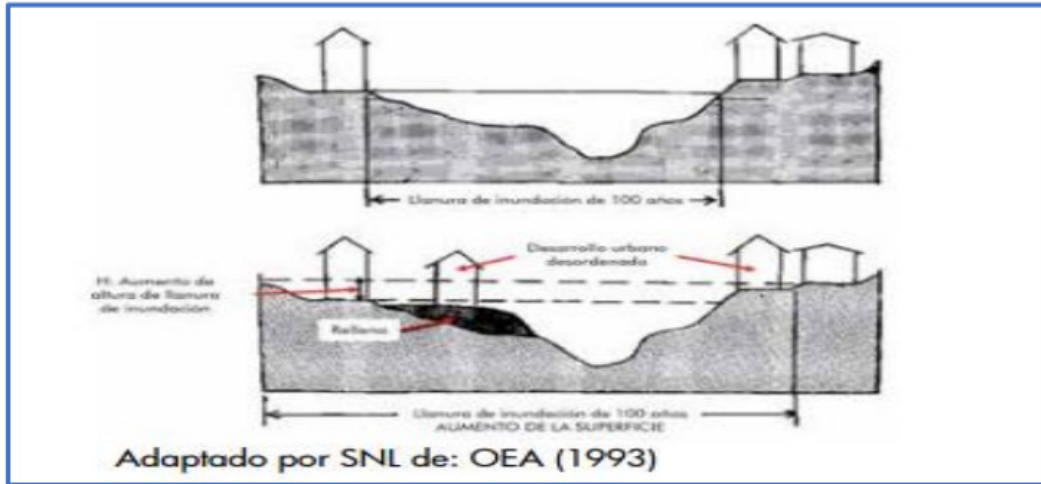 Llanura de inundación de 100 años
Desarrollo urbano
desordenado
H: Aumento de
altura de llanura
de inundación
Relleno
Llanura de inundación de 100 años
AUMENTO DE LA SUPERFICIE
Adaptado por SNL de: OEA (1993)